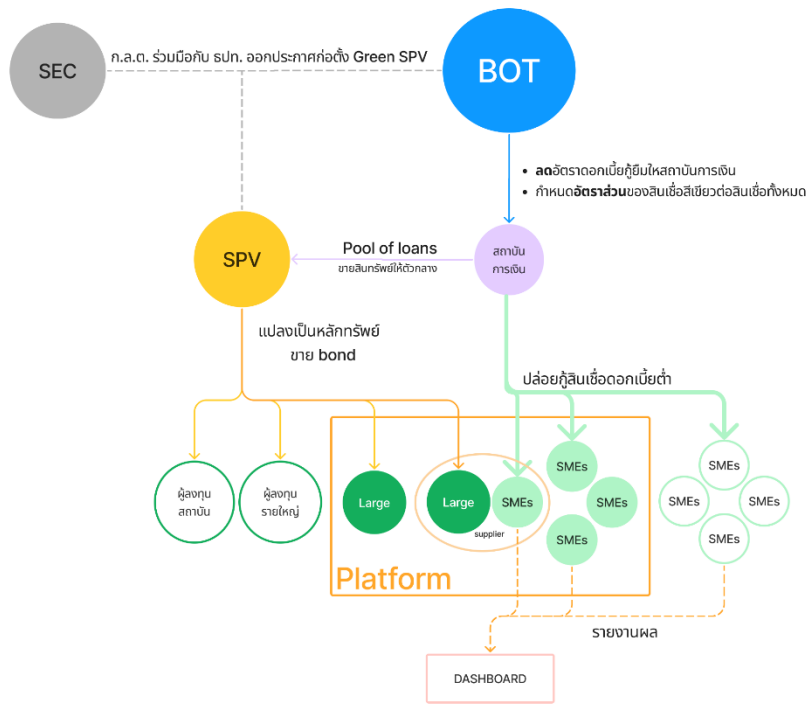 SEC
ก.ล.ต. ร่วมมือกับ ธปท. ออกประกาศก่อตั้ง Green SPV
BOT
• ลดอัตราดอกเบี้ยกู้ยืมให้สถาบันการเงิน
• กำหนดอัตราส่วนของสินเชื่อสีเขียวต่อสินเชื่อทั้งหมด
SPV
Pool of loans
ขายสินทรัพย์ให้ตัวกลาง
สถาบัน
การเงิน
แปลงเป็นหลักทรัพย์
ขาย bond
ปล่อยกู้สินเชื่อดอกเบี้ยต่ำ
ผู้ลงทุน
สถาบัน
ผู้ลงทุน
รายใหญ่
Large
Large
SMEs
supplier
SMEs
SMEs
SMEs
SMEs
SMEs
SMEs
SMEs
Platform
รายงานผล
DASHBOARD